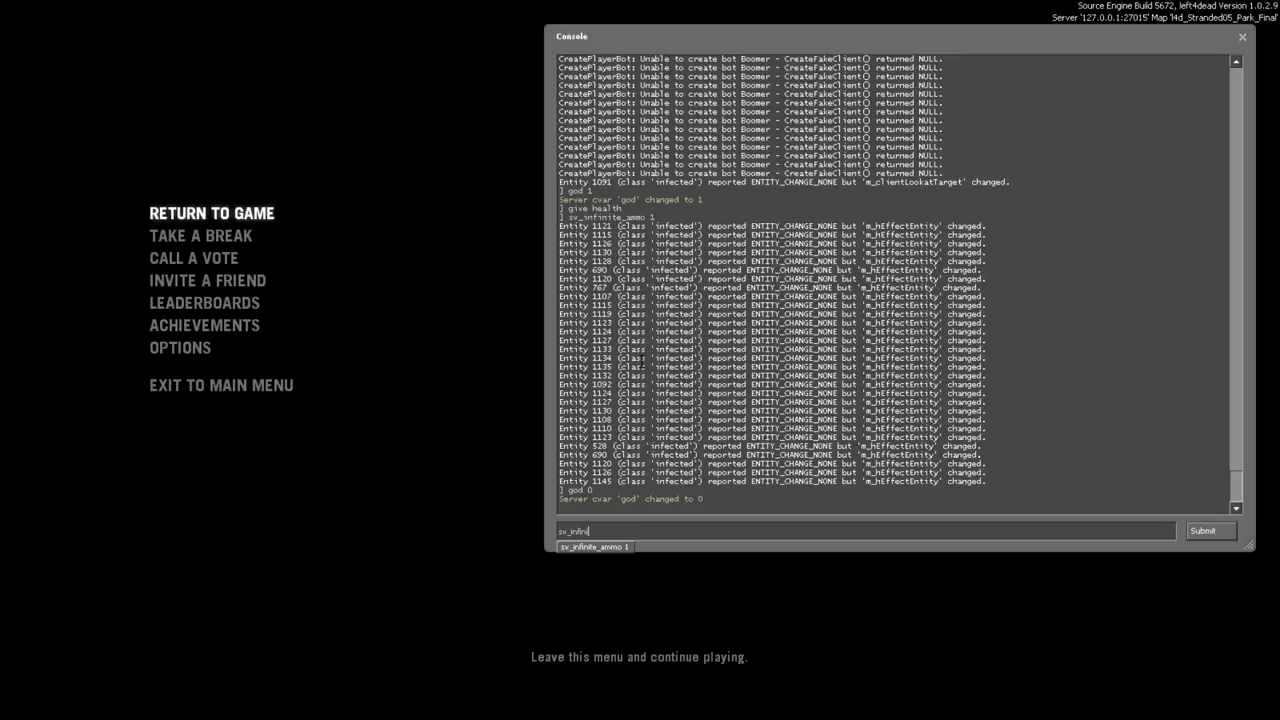 Source Engine Build 5672, left4dead Version 1.0.2.9
Server '127.0.0.1:27015' Map 'l4d_Stranded05_Park_Final'
Console
CreatePlayerBot: Unable to create bot Boomer - CreateFakeClient() returned NULL.
CreatePlayerBot: Unable to create bot Boomer - CreateFakeClient() returned NULL.
CreatePlayerBot: Unable to create bot Boomer - CreateFakeClient() returned NULL.
CreatePlayerBot: Unable to create bot Boomer - CreateFakeClient() returned NULL.
CreatePlayerBot: Unable to create bot Boomer - CreateFakeClient() returned NULL.
CreatePlayerBot: Unable to create bot Boomer - CreateFakeClient() returned NULL.
CreatePlayerBot: Unable to create bot Boomer - CreateFakeClient() returned NULL.
CreatePlayerBot: Unable to create bot Boomer - CreateFakeClient() returned NULL.
CreatePlayerBot: Unable to create bot Boomer - CreateFakeClient() returned NULL.
CreatePlayerBot: Unable to create bot Boomer - CreateFakeClient() returned NULL.
CreatePlayerBot: Unable to create bot Boomer - CreateFakeClient() returned NULL.
CreatePlayerBot: Unable to create bot Boomer - CreateFakeClient() returned NULL.
CreatePlayerBot: Unable to create bot Boomer - CreateFakeClient() returned NULL.
CreatePlayerBot: Unable to create bot Boomer - CreateFakeClient() returned NULL.
Entity 1091 (class 'infected') reported ENTITY_CHANGE_NONE but 'm_clientLookatTarget' changed.
] god 1
Server cvar 'god' changed to 1
] give health
] sv_infinite_ammo 1
Entity 1121 (class 'infected') reported ENTITY_CHANGE_NONE but 'm_hEffectEntity' changed.
Entity 1115 (class 'infected') reported ENTITY_CHANGE_NONE but 'm_hEffectEntity' changed.
Entity 1126 (class 'infected') reported ENTITY_CHANGE_NONE but 'm_hEffectEntity' changed.
Entity 1130 (class 'infected') reported ENTITY_CHANGE_NONE but 'm_hEffectEntity' changed.
Entity 1128 (class 'infected') reported ENTITY_CHANGE_NONE but 'm_hEffectEntity' changed.
Entity 690 (class 'infected') reported ENTITY_CHANGE_NONE but 'm_hEffectEntity' changed.
Entity 1120 (class 'infected') reported ENTITY_CHANGE_NONE but 'm_hEffectEntity' changed.
Entity 767 (class 'infected') reported ENTITY_CHANGE_NONE but 'm_hEffectEntity' changed.
Entity 1107 (class 'infected') reported ENTITY_CHANGE_NONE but 'm_hEffectEntity' changed.
Entity 1115 (class 'infected') reported ENTITY_CHANGE_NONE but 'm_hEffectEntity' changed.
Entity 1119 (class 'infected') reported ENTITY_CHANGE_NONE but 'm_hEffectEntity' changed.
Entity 1123 (class 'infected') reported ENTITY_CHANGE_NONE but 'm_hEffectEntity' changed.
Entity 1124 (class 'infected') reported ENTITY_CHANGE_NONE but 'm_hEffectEntity' changed.
Entity 1127 (class 'infected') reported ENTITY_CHANGE_NONE but 'm_hEffectEntity' changed.
Entity 1133 (class 'infected') reported ENTITY_CHANGE_NONE but 'm_hEffectEntity' changed.
Entity 1134 (class 'infected') reported ENTITY_CHANGE_NONE but 'm_hEffectEntity' changed.
Entity 1135 (class 'infected') reported ENTITY_CHANGE_NONE but 'm_hEffectEntity' changed.
Entity 1132 (class 'infected') reported ENTITY_CHANGE_NONE but 'm_hEffectEntity' changed.
Entity 1092 (class 'infected') reported ENTITY_CHANGE_NONE but 'm_hEffectEntity' changed.
Entity 1124 (class 'infected') reported ENTITY_CHANGE_NONE but 'm_hEffectEntity' changed.
Entity 1127 (class 'infected') reported ENTITY_CHANGE_NONE but 'm_hEffectEntity' changed.
Entity 1130 (class 'infected') reported ENTITY_CHANGE_NONE but 'm_hEffectEntity' changed.
Entity 1108 (class 'infected') reported ENTITY_CHANGE_NONE but 'm_hEffectEntity' changed.
Entity 1110 (class 'infected') reported ENTITY_CHANGE_NONE but 'm_hEffectEntity' changed.
Entity 1123 (class 'infected') reported ENTITY_CHANGE_NONE but 'm_hEffectEntity' changed.
Entity 528 (class 'infected') reported ENTITY_CHANGE_NONE but 'm_hEffectEntity' changed.
Entity 690 (class 'infected') reported ENTITY_CHANGE_NONE but 'm_hEffectEntity' changed.
Entity 1120 (class 'infected') reported ENTITY_CHANGE_NONE but 'm_hEffectEntity' changed.
Entity 1126 (class 'infected') reported ENTITY_CHANGE_NONE but 'm_hEffectEntity' changed.
Entity 1145 (class 'infected') reported ENTITY_CHANGE_NONE but 'm_hEffectEntity' changed.
] god 0
Server cvar 'god' changed to 0
sv_infini
Submit
sv_infinite_ammo 1
RETURN TO GAME
TAKE A BREAK
CALL A VOTE
INVITE A FRIEND
LEADERBOARDS
ACHIEVEMENTS
OPTIONS
EXIT TO MAIN MENU
Leave this menu and continue playing.